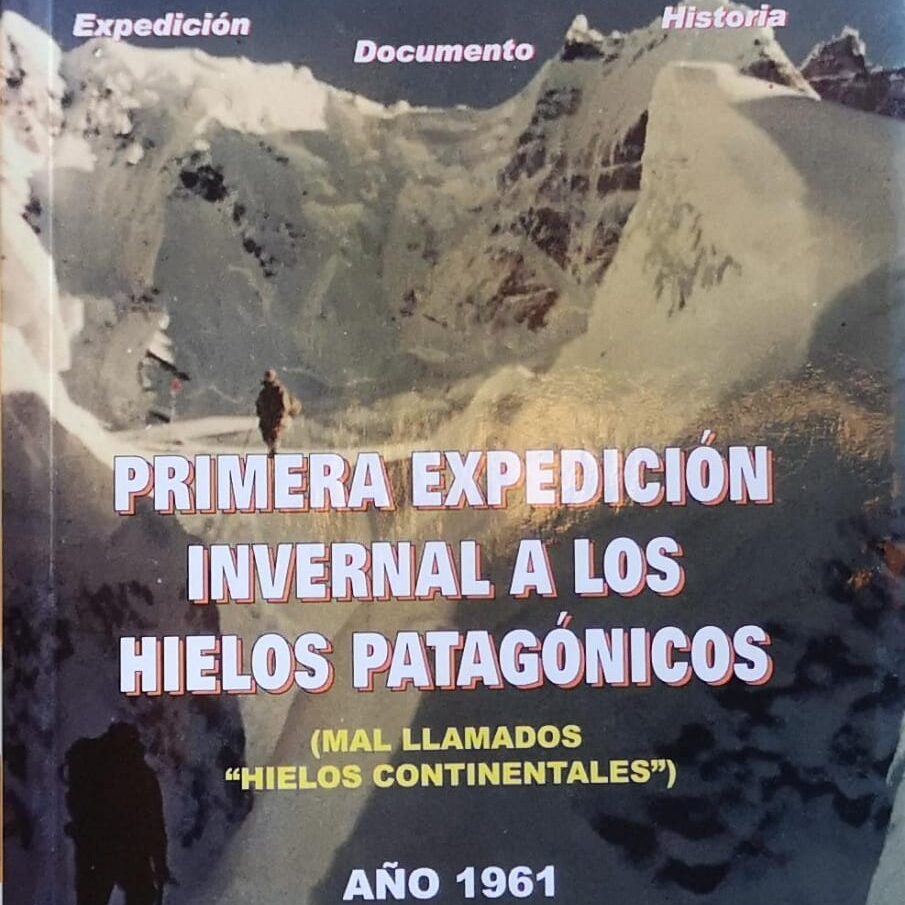 Expedición
Documento
Historia
PRIMERA EXPEDICIÓN
INVERNAL A LOS
HIELOS PATAGÓNICOS
(MAL LLAMADOS
“HIELOS CONTINENTALES”)
AÑO 1961